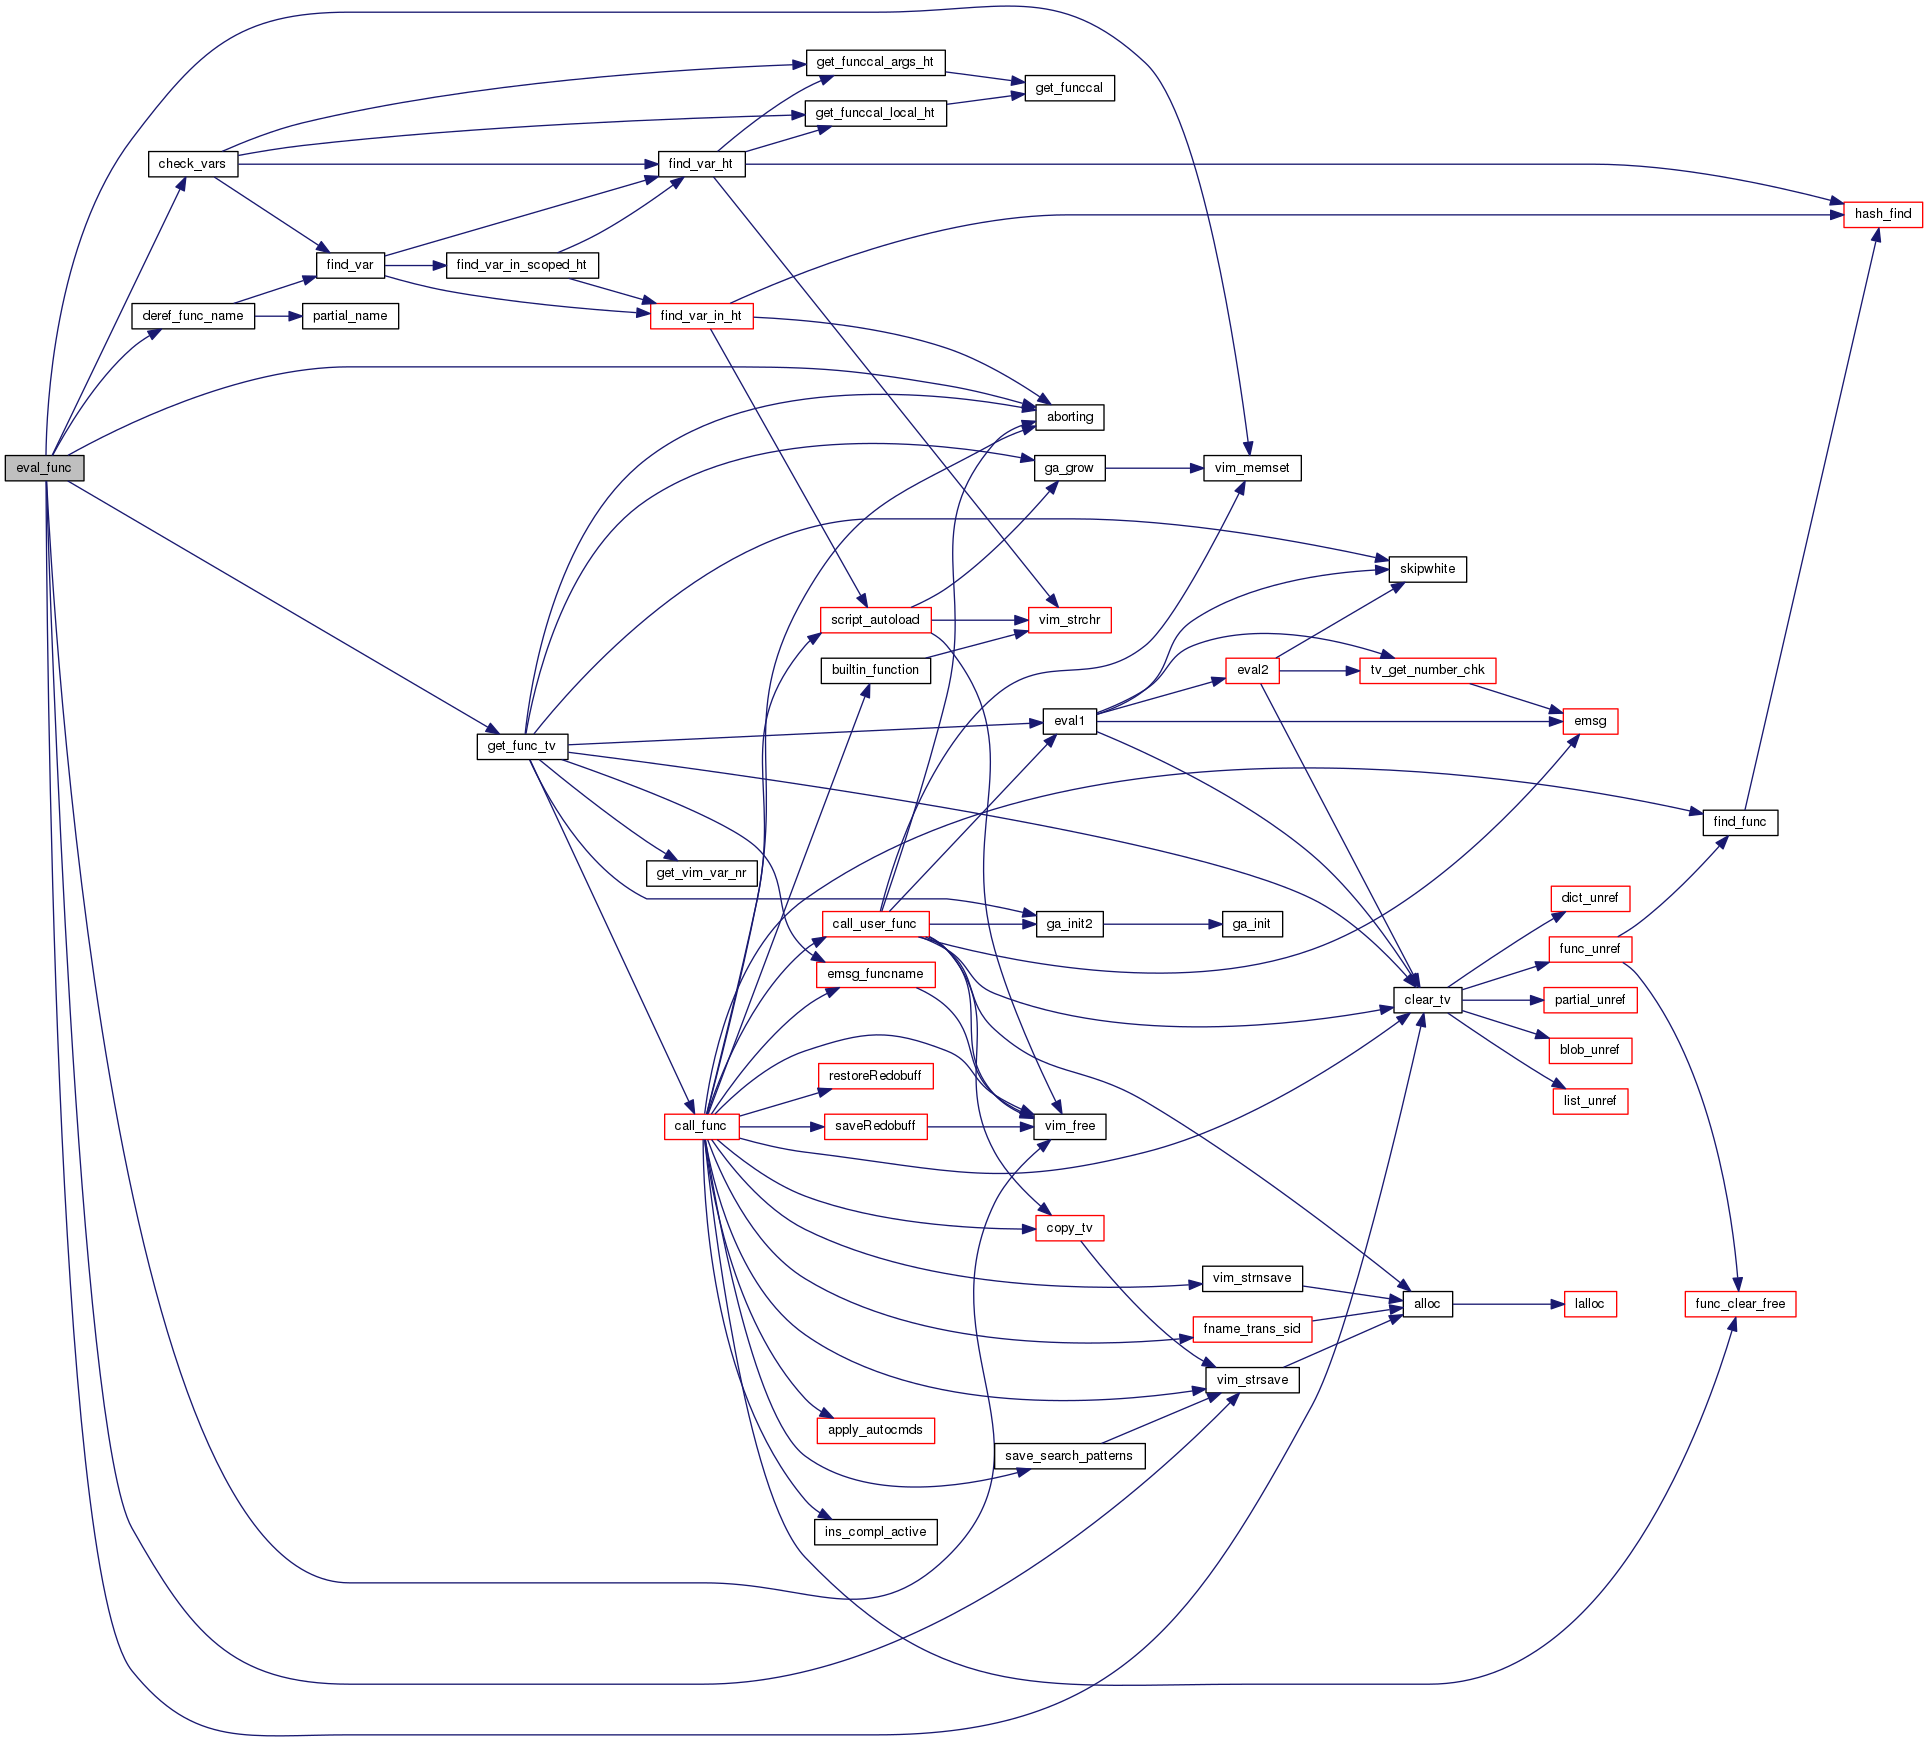 get_funccal_args_ht
get_funccal
get_funccal_local_ht
check_vars
find_var_ht
hash_find
find_var
find_var_in_scoped_ht
deref_func_name
partial_name
find_var_in_ht
aborting
eval_func
ga_grow
vim_memset
skipwhite
script_autoload
vim_strchr
builtin_function
eval2
tv_get_number_chk
eval1
emsg
get_func_tv
find_func
get_vim_var_nr
dict_unref
call_user_func
ga_init2
ga_init
func_unref
emsg_funcname
clear_tv
partial_unref
blob_unref
restoreRedobuff
list_unref
call_func
saveRedobuff
vim_free
copy_tv
vim_strnsave
alloc
lalloc
func_clear_free
fname_trans_sid
vim_strsave
apply_autocmds
save_search_patterns
ins_compl_active